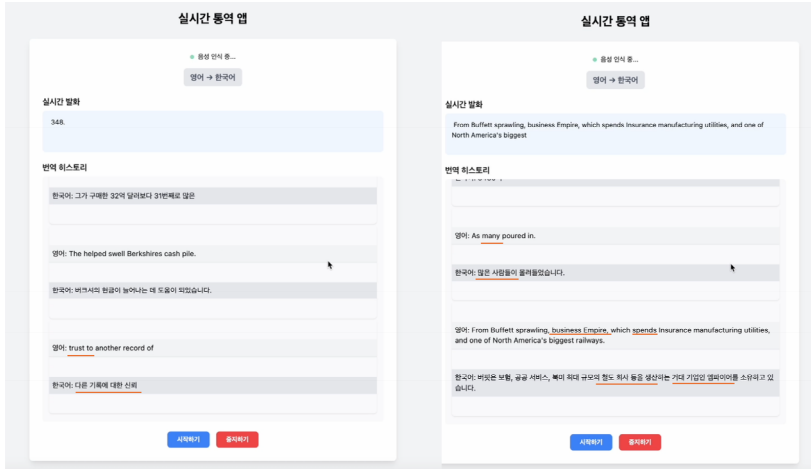 실시간 통역 앱
음성 인식 중...
영어 → 한국어
실시간 발화
348.
번역 히스토리
한국어: 그가 구매한 32억 달러보다 31번째로 많은
영어: The helped swell Berkshires cash pile.
한국어: 버크셔의 현금이 늘어나는 데 도움이 되었습니다.
영어: trust to another record of
한국어: 다른 기록에 대한 신뢰
시작하기
중지하기
실시간 통역 앱
음성 인식 중...
영어 → 한국어
실시간 발화
From Buffett sprawling, business Empire, which spends Insurance manufacturing utilities, and one of
North America's biggest
번역 히스토리
영어: As many poured in.
한국어: 많은 사람들이 몰려들었습니다.
영어: From Buffett sprawling, business Empire, which spends Insurance manufacturing utilities,
and one of North America's biggest railways.
한국어: 버핏은 보험, 공공 서비스, 북미 최대 규모의 철도 회사 등을 생산하는 거대 기업인 엠파이어를 소유하고 있
습니다.
시작하기
중지하기